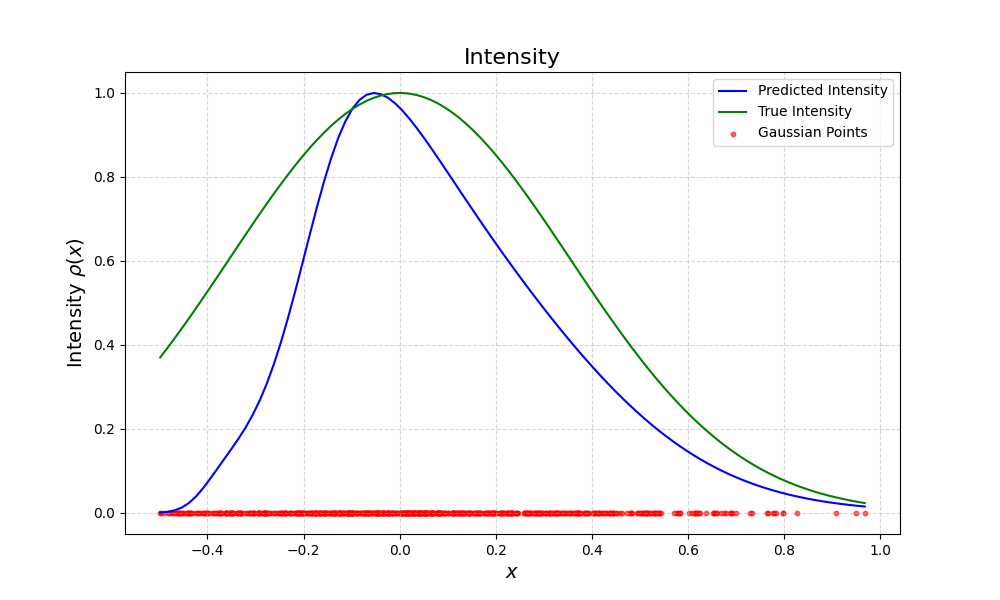 Intensity
Predicted Intensity
True Intensity
Gaussian Points
Intensity ρ(x)
1.0
0.8
0.6
0.4
0.2
0.0
−0.4 −0.2 0.0 0.2 0.4 0.6 0.8 1.0
x